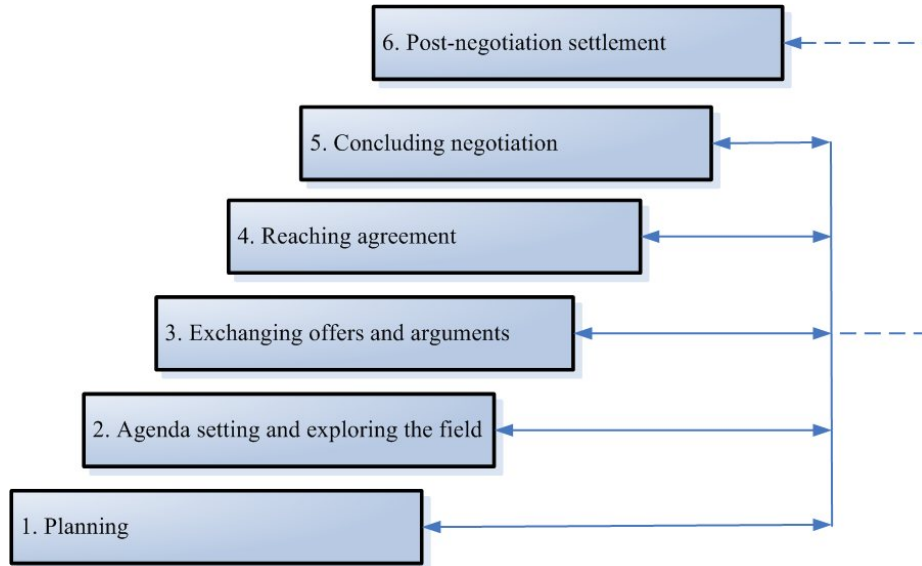 6. Post-negotiation settlement
5. Concluding negotiation
4. Reaching agreement
3. Exchanging offers and arguments
2. Agenda setting and exploring the field
1. Planning